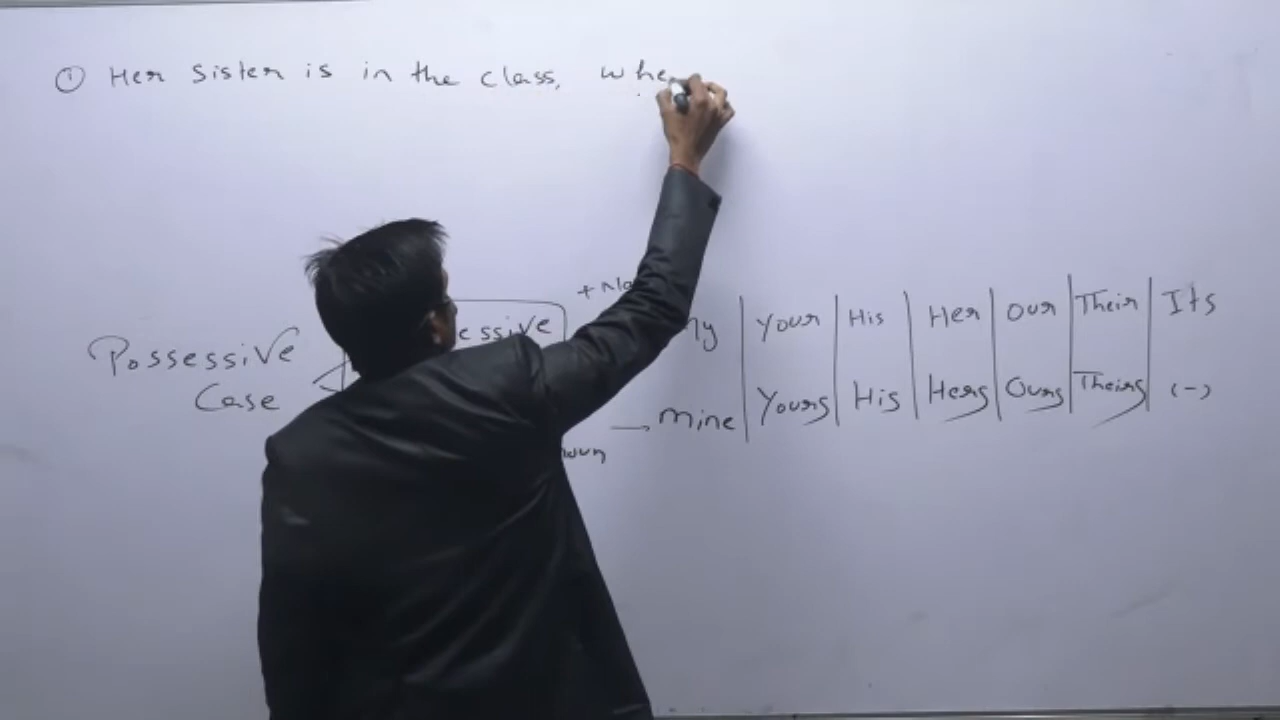 ① Her sister is in the class, whe
+ 
My | Your | His | Her | Our | Their | Its
Possessive
Case
→ Mine | Yours | His | Hers | Ours | Theirs | (-)